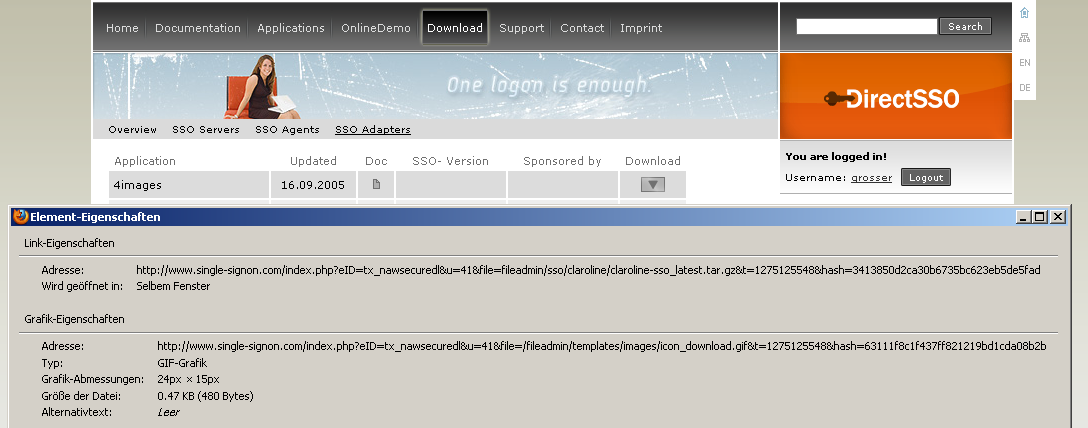 Home Documentation Applications OnlineDemo Download Support Contact Imprint Search
EN
DE
One logon is enough.
DirectSSO
Overview SSO Servers SSO Agents SSO Adapters
You are logged in!
Username: grosser Logout
Application Updated Doc SSO- Version Sponsored by Download
4images 16.09.2005
Element-Eigenschaften
Link-Eigenschaften
Adresse: http://www.single-signon.com/index.php?eID=tx_nawsecuredl&u=41&file=fileadmin/sso/claroline/claroline-sso_latest.tar.gz&t=1275125548&hash=3413850d2ca30b6735bc623eb5de5fad
Wird geöffnet in: Selbem Fenster
Grafik-Eigenschaften
Adresse: http://www.single-signon.com/index.php?eID=tx_nawsecuredl&u=41&file=/fileadmin/templates/images/icon_download.gif&t=1275125548&hash=63111f8c1f437ff821219bd1cda08b2b
Typ: GIF-Grafik
Grafik-Abmessungen: 24px × 15px
Größe der Datei: 0.47 KB (480 Bytes)
Alternativtext: Leer